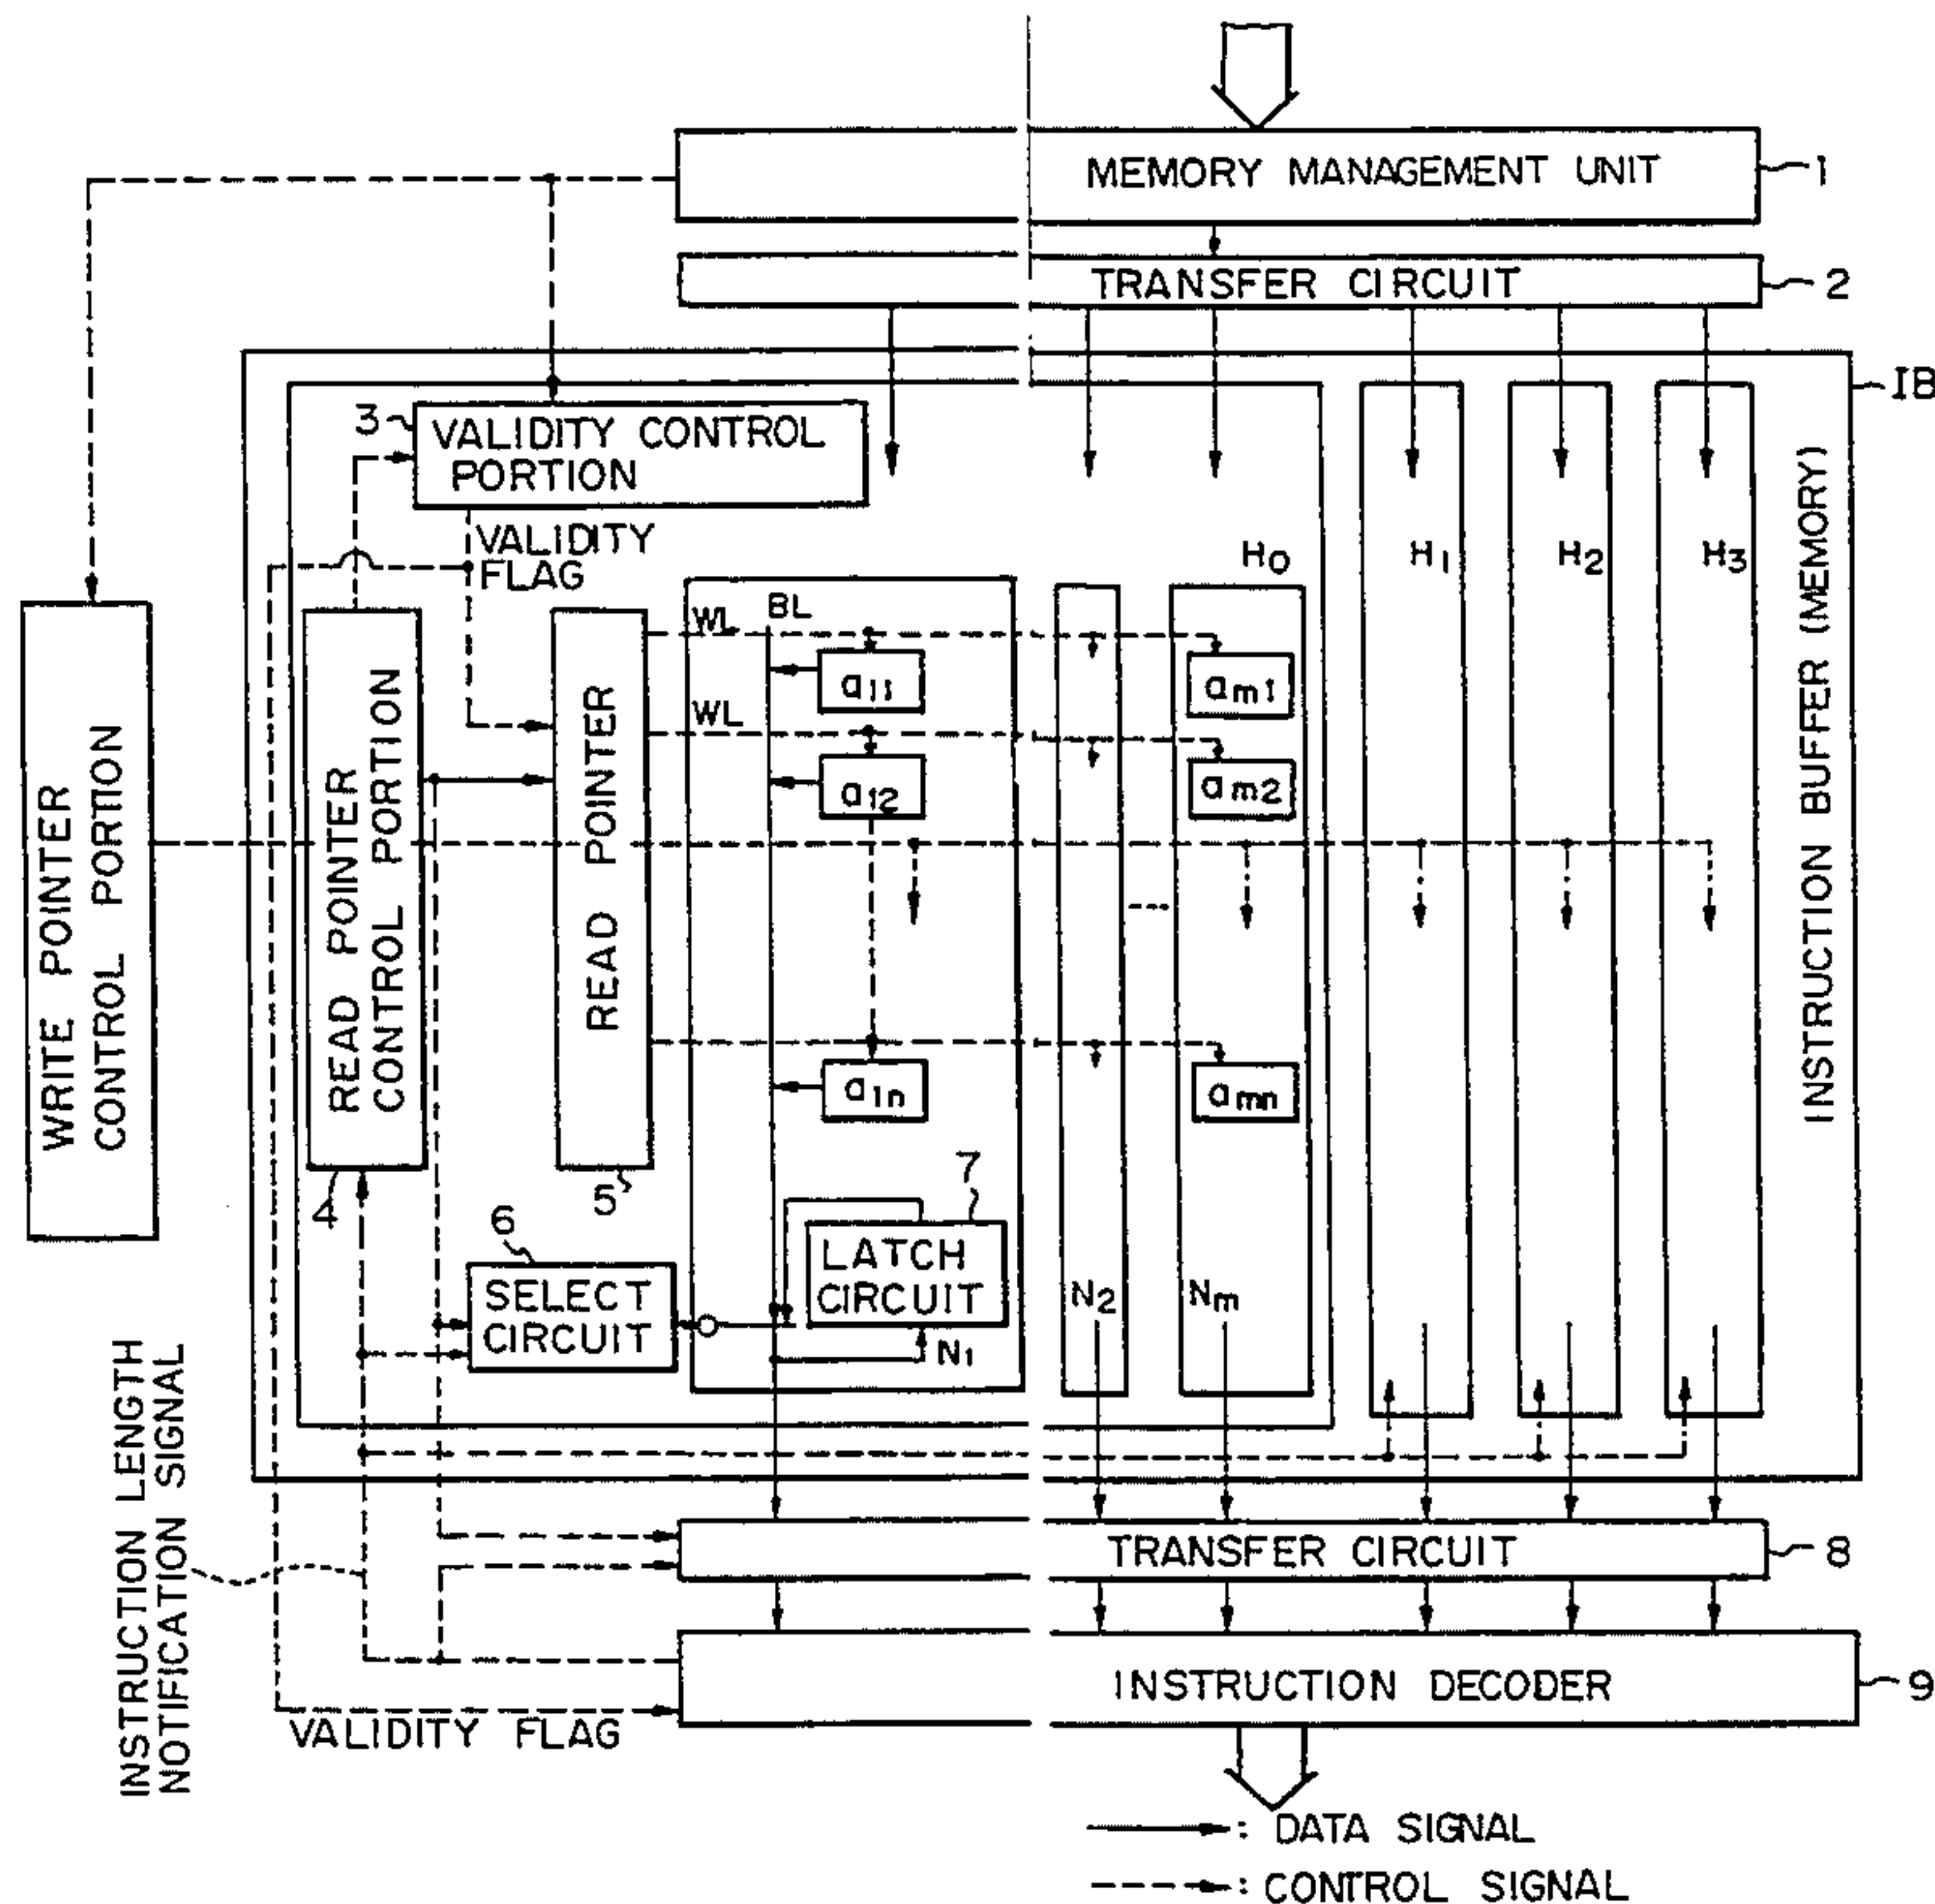 MEMORY MANAGEMENT UNIT
1
TRANSFER CIRCUIT
2
IB
3
VALIDITY CONTROL
PORTION
VALIDITY
FLAG
H0
H1
H2
H3
INSTRUCTION BUFFER (MEMORY)
WRITE POINTER
CONTROL PORTION
READ POINTER
CONTROL PORTION
4
READ POINTER
5
WL
BL
a11
am1
WL
a12
am2
a1n
amn
6
SELECT
CIRCUIT
7
LATCH
CIRCUIT
N1
N2
Nm
INSTRUCTION LENGTH
NOTIFICATION SIGNAL
TRANSFER CIRCUIT
8
INSTRUCTION DECODER
9
VALIDITY FLAG
: DATA SIGNAL
: CONTROL SIGNAL